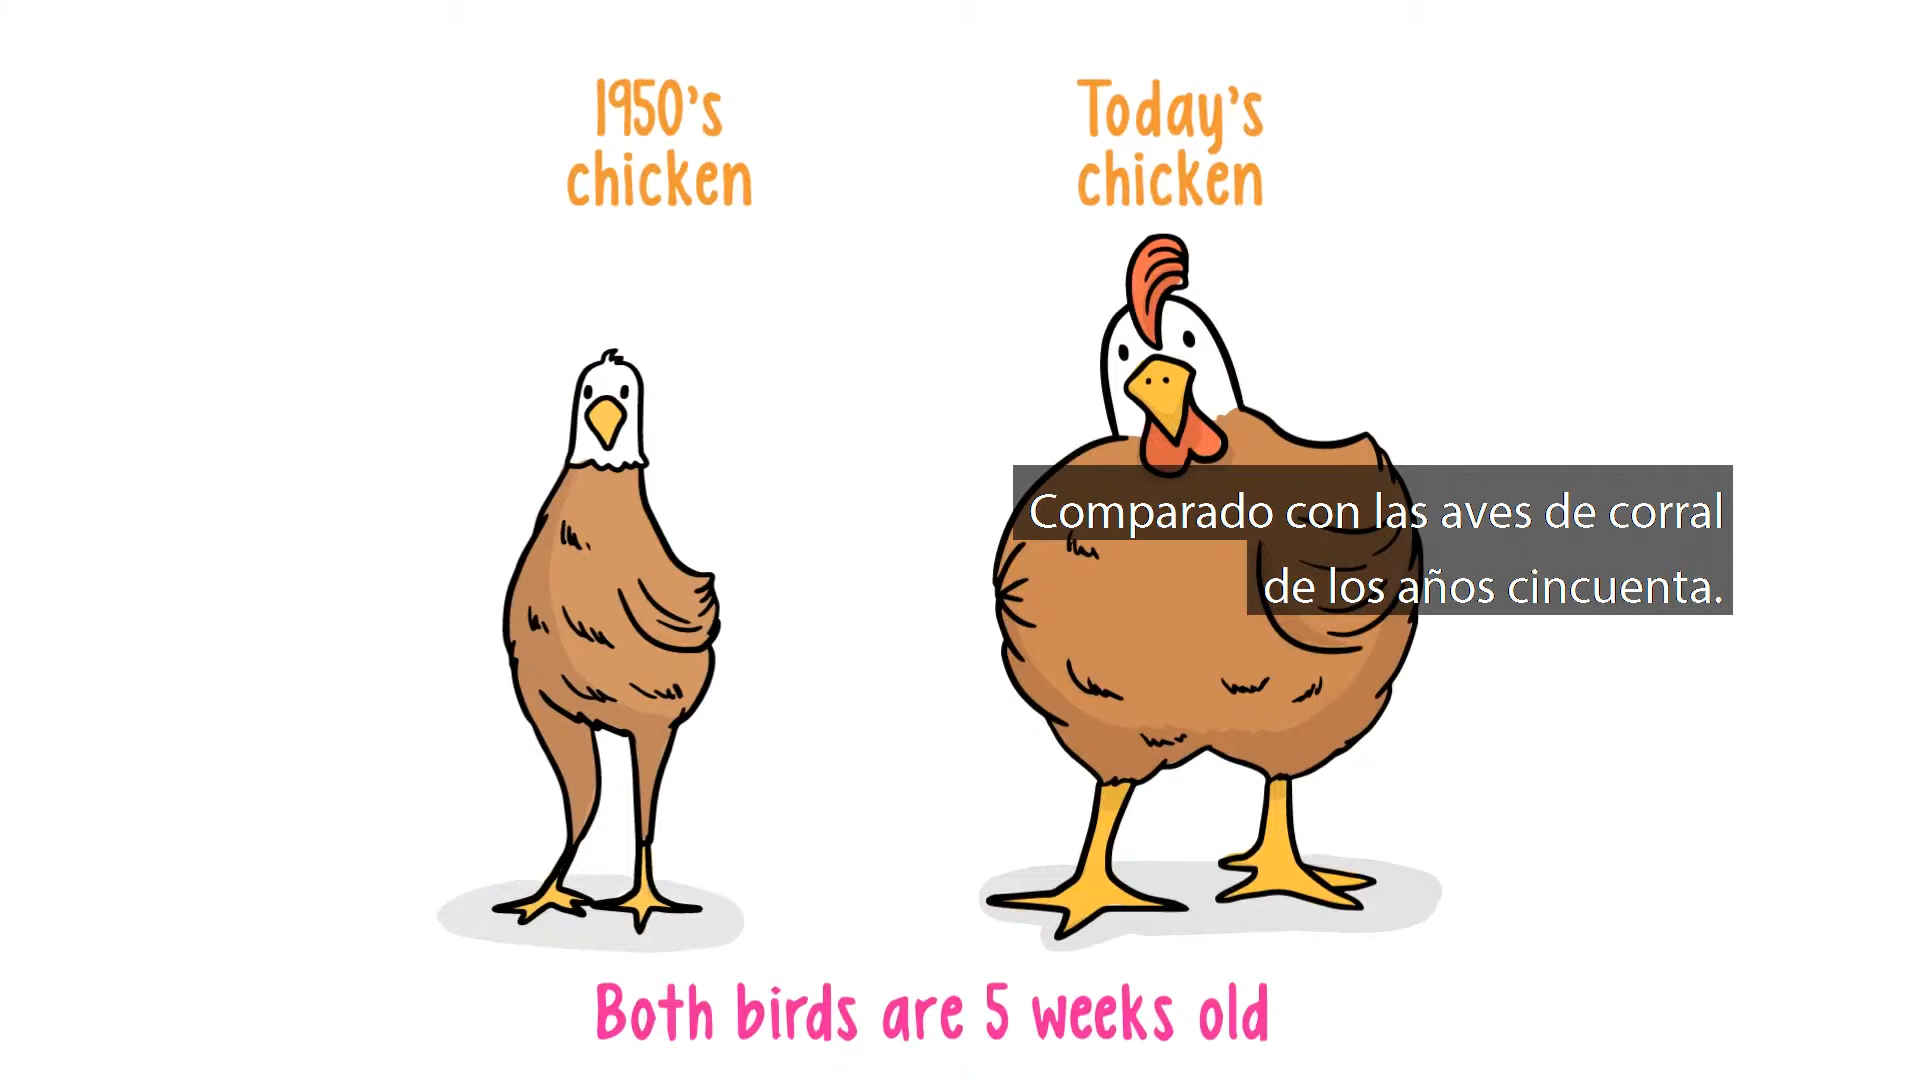 1950's
chicken
Today's
chicken
Comparado con las aves de corral
de los años cincuenta.
Both birds are 5 weeks old